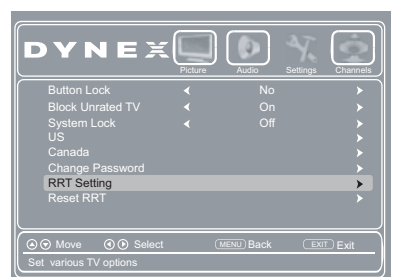 DYNEX
Picture Audio Settings Channels
Button Lock No
Block Unrated TV On
System Lock Off
US
Canada
Change Password
RRT Setting
Reset RRT
Move Select MENU Back EXIT Exit
Set various TV options